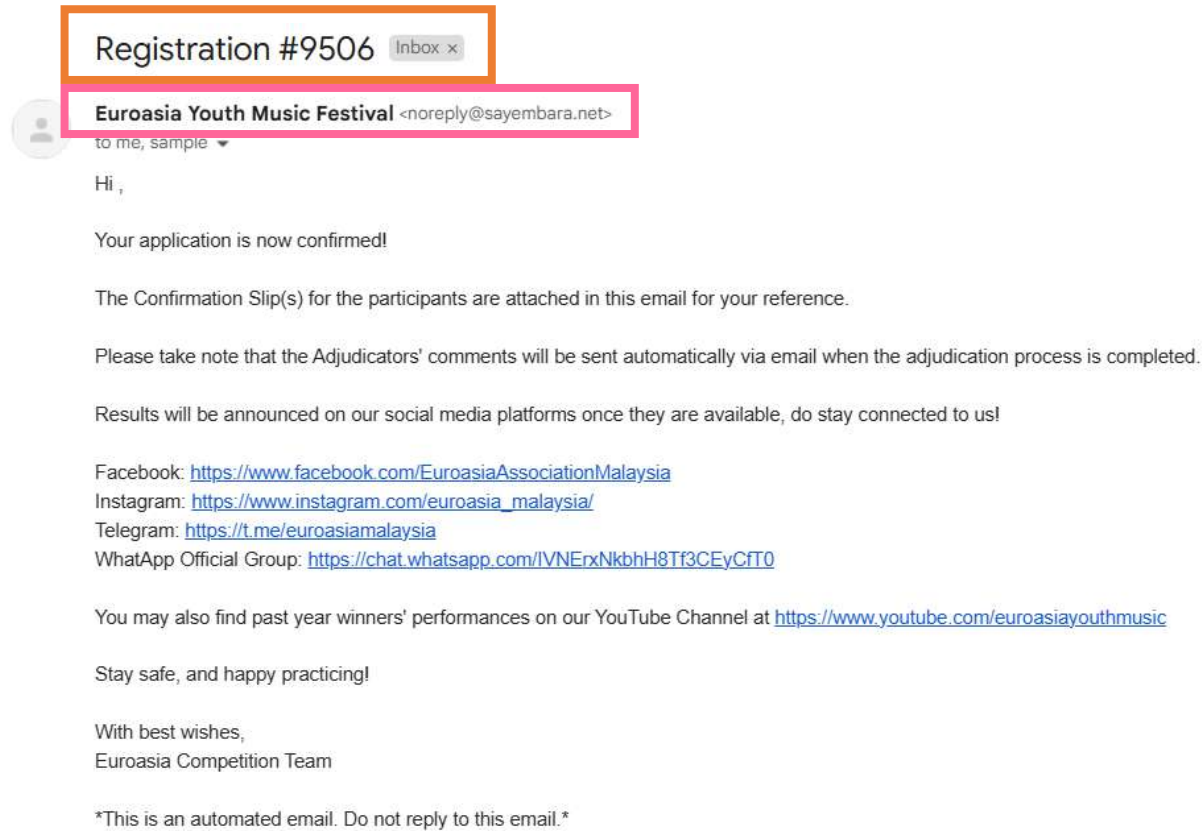 Registration #9506 Inbox ×
Euroasia Youth Music Festival <noreply@sayembara.net>
to me, sample
Hi ,
Your application is now confirmed!
The Confirmation Slip(s) for the participants are attached in this email for your reference.
Please take note that the Adjudicators' comments will be sent automatically via email when the adjudication process is completed.
Results will be announced on our social media platforms once they are available, do stay connected to us!
Facebook: https://www.facebook.com/EuroasiaAssociationMalaysia
Instagram: https://www.instagram.com/euroasia_malaysia/
Telegram: https://t.me/euroasiamalaysia
WhatApp Official Group: https://chat.whatsapp.com/IVNErxNkbhH8Tf3CEyCfT0
You may also find past year winners' performances on our YouTube Channel at https://www.youtube.com/euroasiayouthmusic
Stay safe, and happy practicing!
With best wishes,
Euroasia Competition Team
*This is an automated email. Do not reply to this email.*